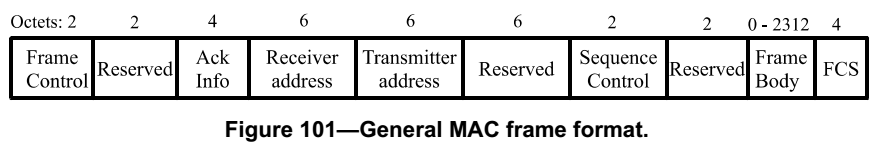 Octets: 2 2 4 6 6 6 2 2 0 - 2312 4
Frame Control Reserved Ack Info Receiver address Transmitter address Reserved Sequence Control Reserved Frame Body FCS
Figure 101—General MAC frame format.